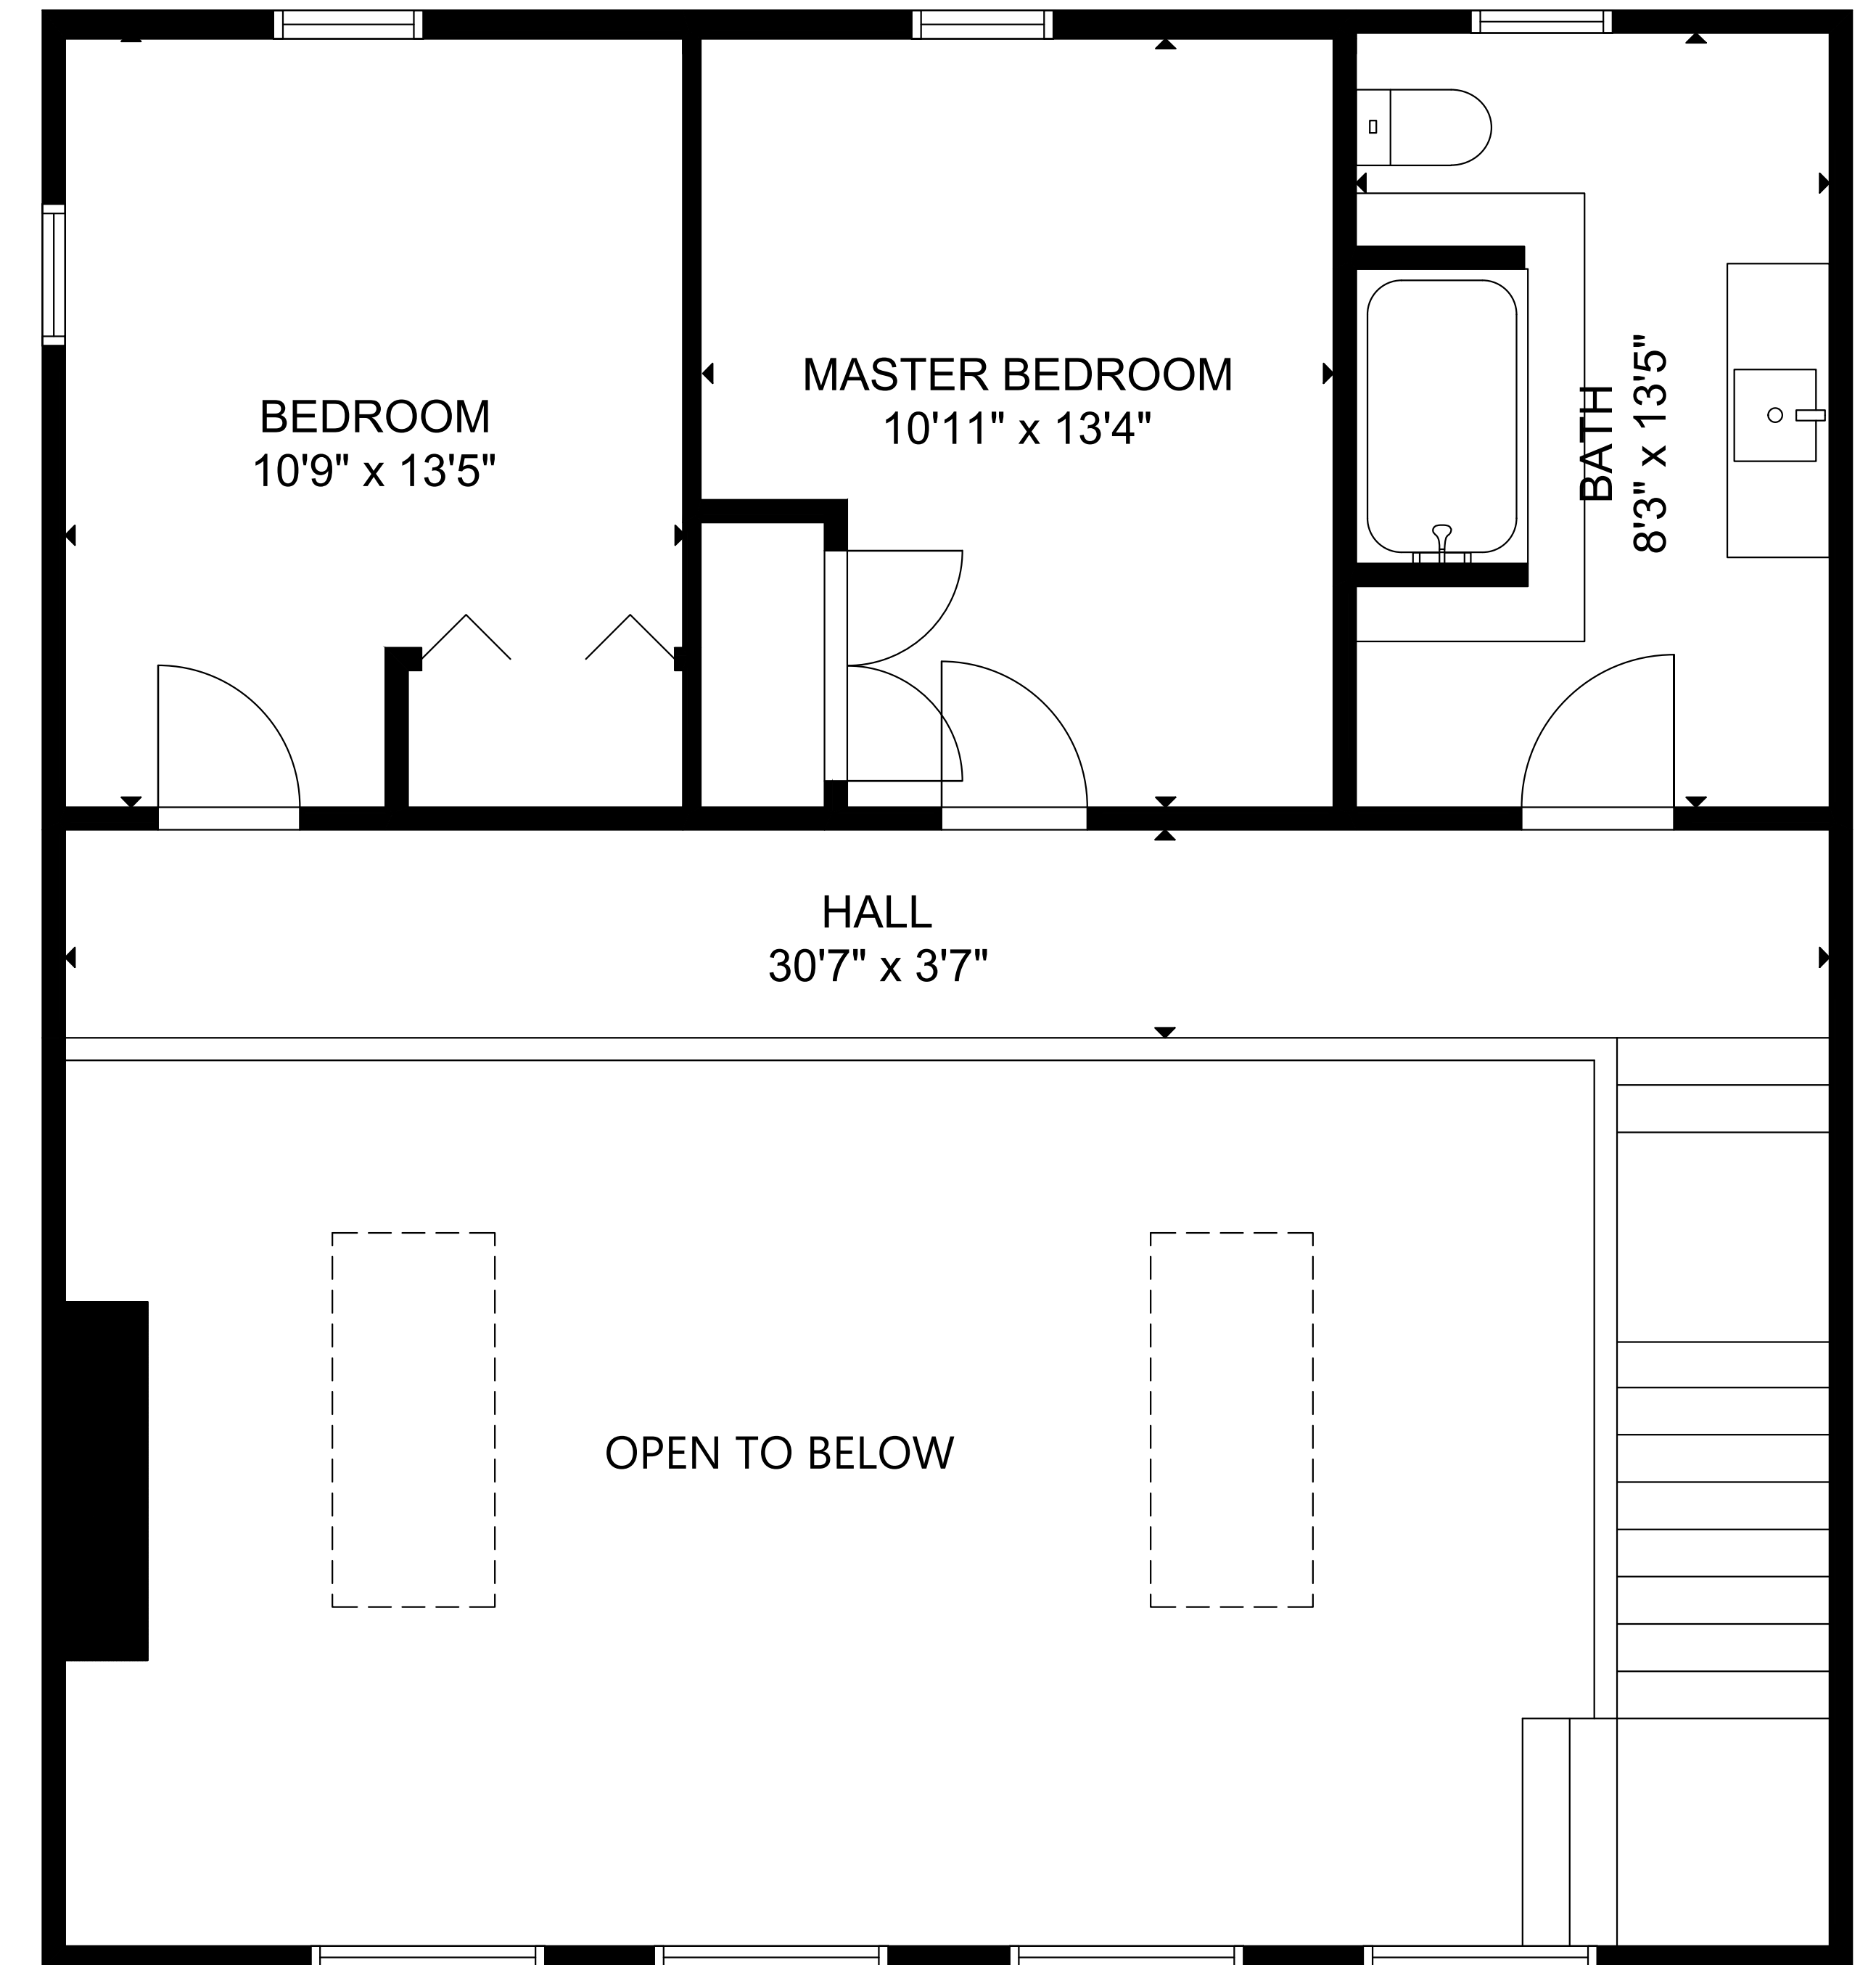 BEDROOM
10'9" x 13'5"
MASTER BEDROOM
10'11" x 13'4"
BATH
8'3" x 13'5"
HALL
30'7" x 3'7"
OPEN TO BELOW